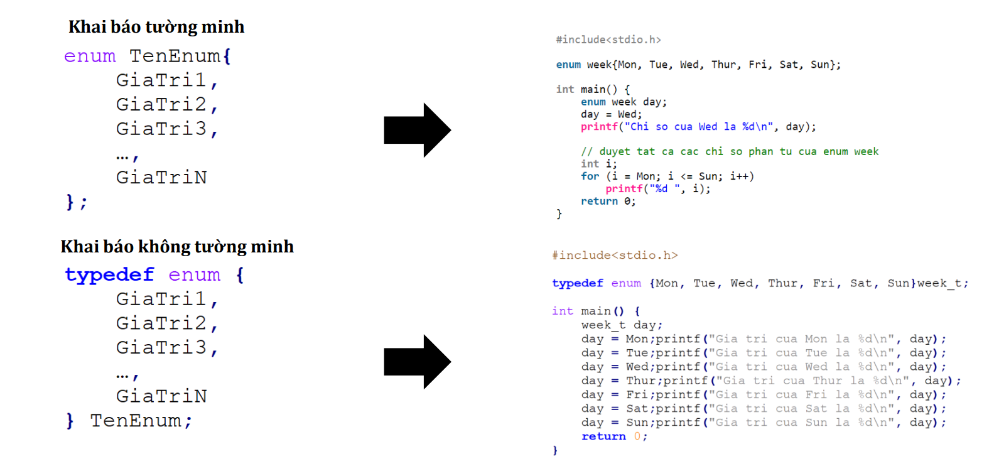 Khai báo tường minh
enum TenEnum{
    GiaTri1,
    GiaTri2,
    GiaTri3,
    …,
    GiaTriN
};
#include<stdio.h>
enum week{Mon, Tue, Wed, Thur, Fri, Sat, Sun};
int main() {
    enum week day;
    day = Wed;
    printf("Chi so cua Wed la %d\n", day);
    // duyet tat ca cac chi so phan tu cua enum week
    int i;
    for (i = Mon; i <= Sun; i++)
        printf("%d ", i);
    return 0;
}
Khai báo không tường minh
typedef enum {
    GiaTri1,
    GiaTri2,
    GiaTri3,
    …,
    GiaTriN
} TenEnum;
#include<stdio.h>
typedef enum {Mon, Tue, Wed, Thur, Fri, Sat, Sun}week_t;
int main() {
    week_t day;
    day = Mon;printf("Gia tri cua Mon la %d\n", day);
    day = Tue;printf("Gia tri cua Tue la %d\n", day);
    day = Wed;printf("Gia tri cua Wed la %d\n", day);
    day = Thur;printf("Gia tri cua Thur la %d\n", day);
    day = Fri;printf("Gia tri cua Fri la %d\n", day);
    day = Sat;printf("Gia tri cua Sat la %d\n", day);
    day = Sun;printf("Gia tri cua Sun la %d\n", day);
    return 0;
}